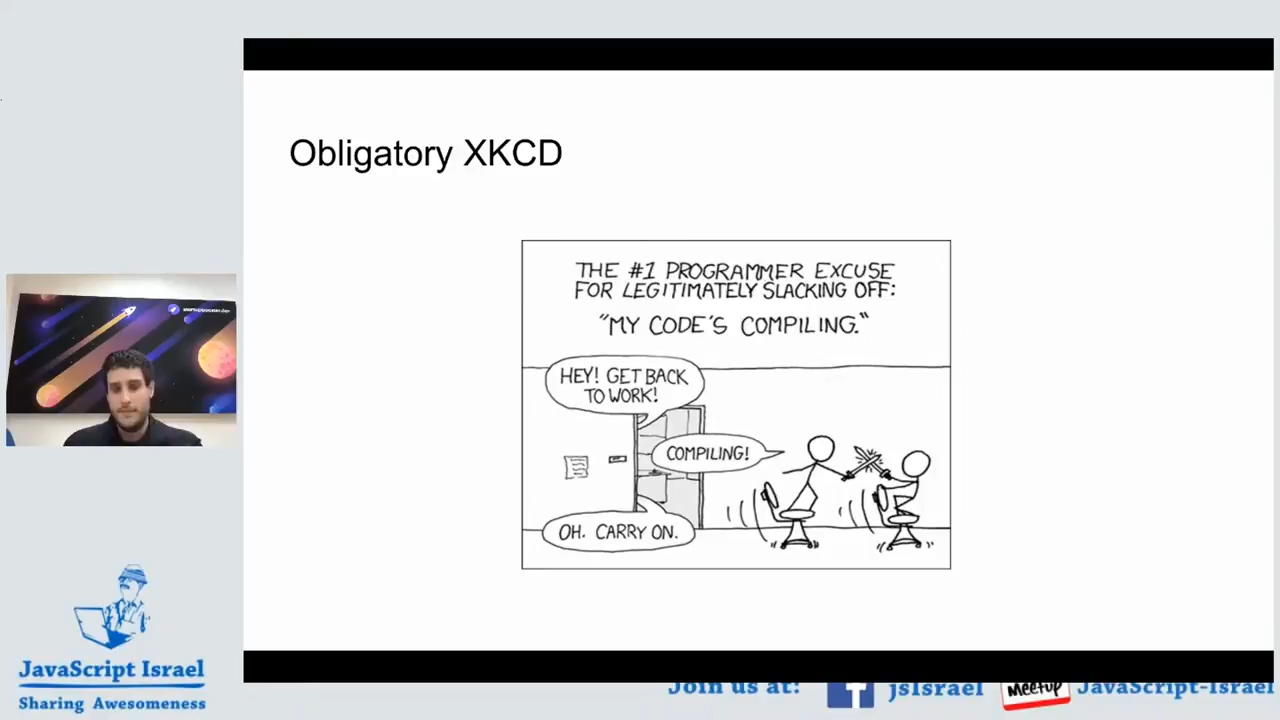 Obligatory XKCD
THE #1 PROGRAMMER EXCUSE
FOR LEGITIMATELY SLACKING OFF:
"MY CODE'S COMPILING."
HEY! GET BACK
TO WORK!
COMPILING!
OH. CARRY ON.
JavaScript Israel
Sharing Awesomeness
Join us at:
jsIsrael
Meetup
JavaScript-Israel